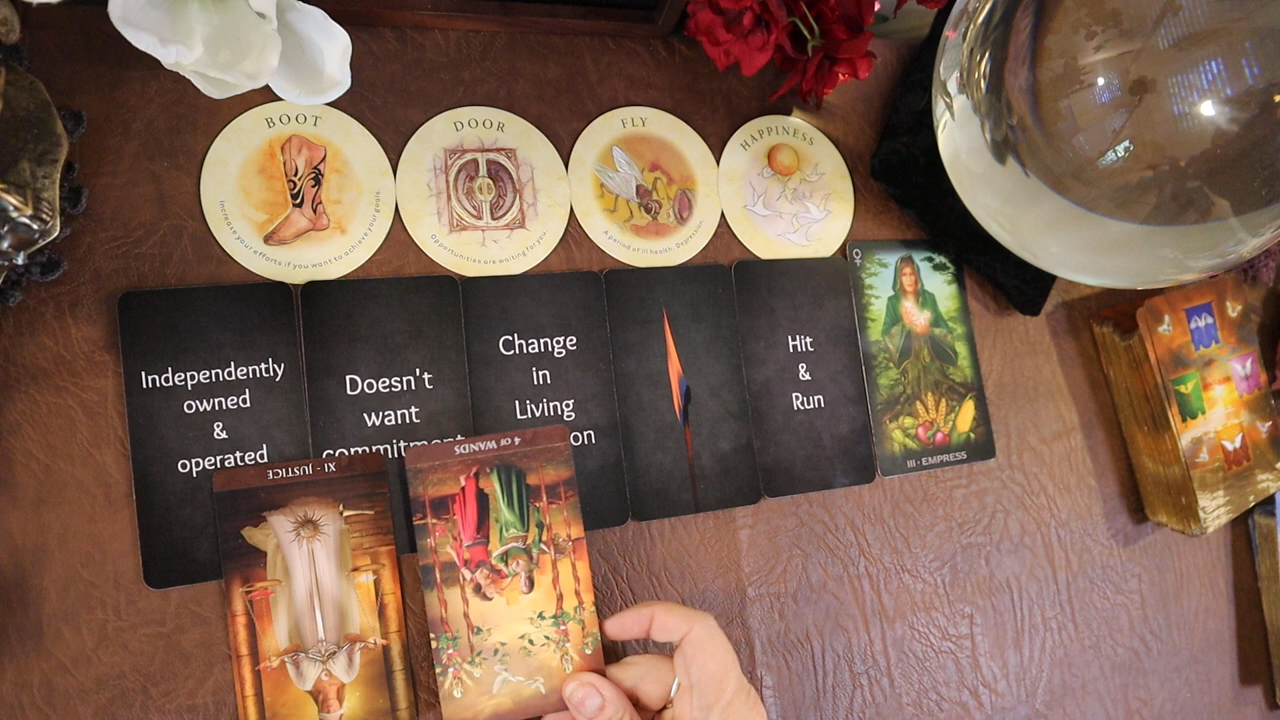 BOOT
Increase your efforts if you want to achieve your goals.
DOOR
Opportunities are waiting for you.
FLY
A period of ill health. Depression.
HAPPINESS
Independently
owned
&
operated
Doesn't
want
commitment
Change
in
Living
on
Hit
&
Run
III - EMPRESS
XI - JUSTICE
4 OF WANDS